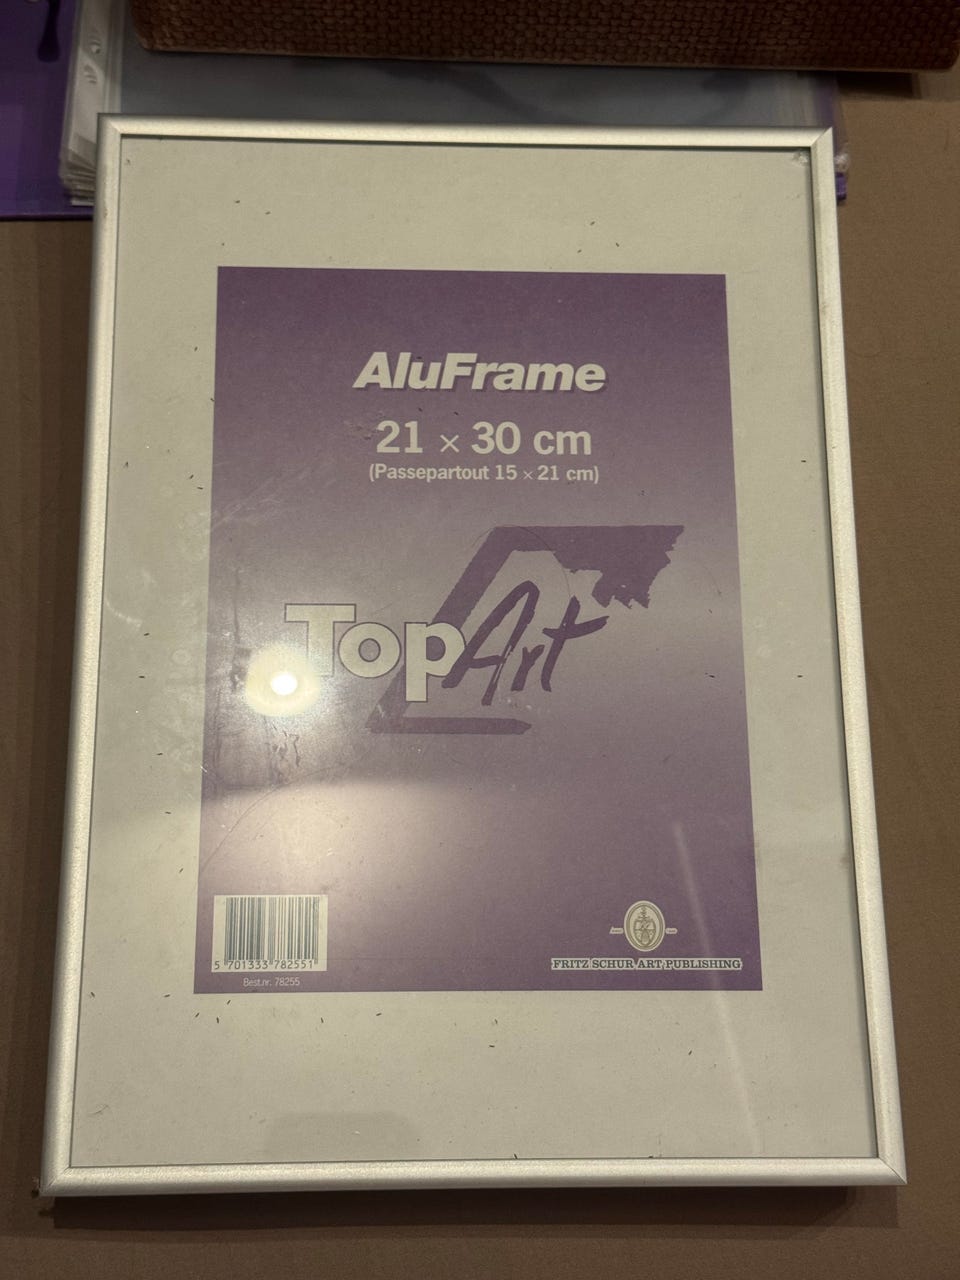 AluFrame
21 × 30 cm
(Passepartout 15 × 21 cm)
TopArt
5 701333 782551
Best.nr. 78255
FRITZ SCHUR ART PUBLISHING